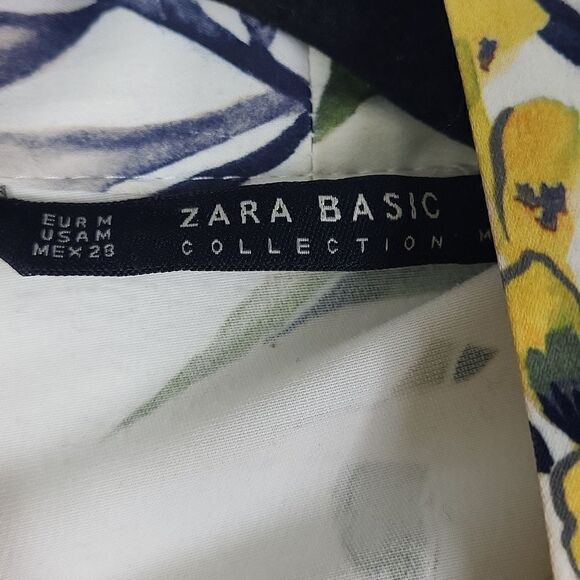 EUR M
USA M
MEX 28
ZARA BASIC
COLLECTION M